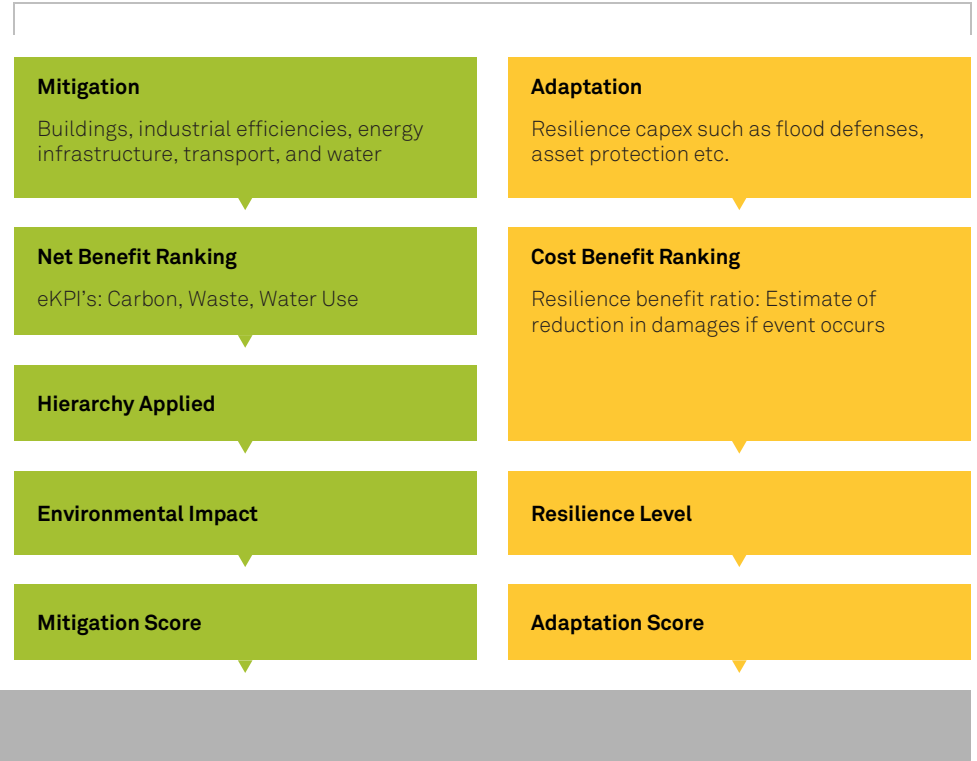 Mitigation
Buildings, industrial efficiencies, energy
infrastructure, transport, and water
Adaptation
Resilience capex such as flood defenses,
asset protection etc.
Net Benefit Ranking
eKPI's: Carbon, Waste, Water Use
Cost Benefit Ranking
Resilience benefit ratio: Estimate of
reduction in damages if event occurs
Hierarchy Applied
Environmental Impact
Resilience Level
Mitigation Score
Adaptation Score